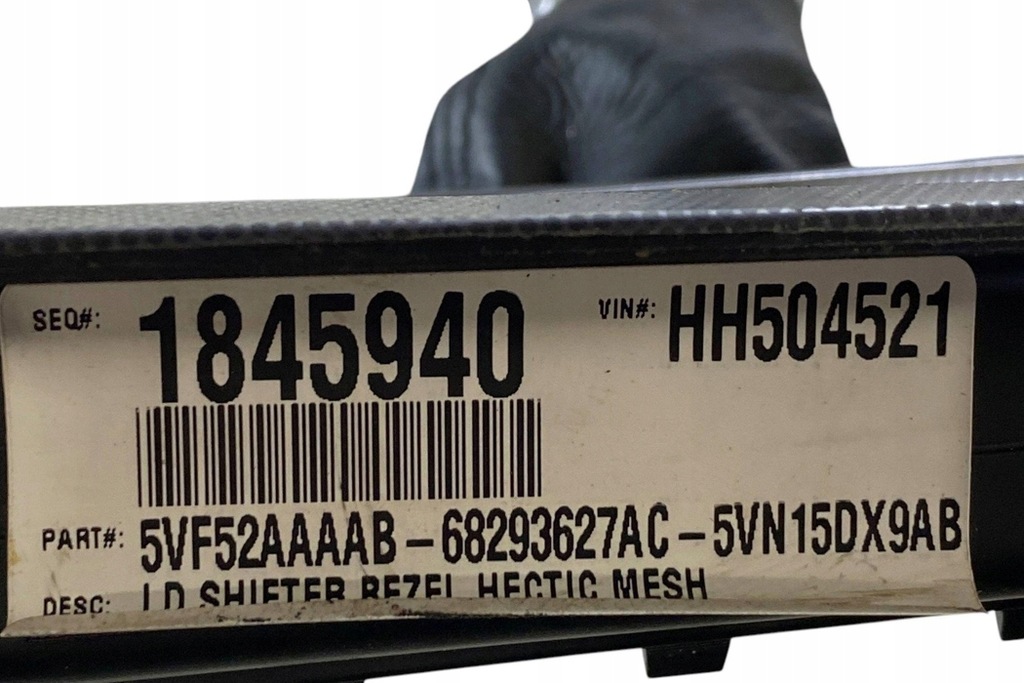 SEQ#: 1845940 VIN#: HH504521
PART#: 5VF52AAAAB-68293627AC-5VN15DX9AB
DESC: LD SHIFTER BEZEL HECTIC MESH